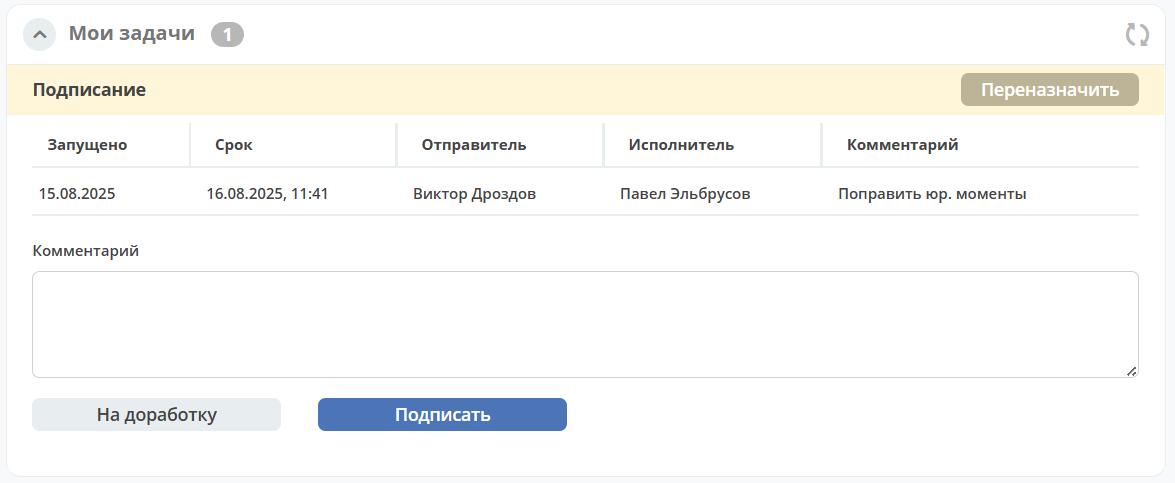 Мои задачи 1
Подписание Переназначить
Запущено Срок Отправитель Исполнитель Комментарий
15.08.2025 16.08.2025, 11:41 Виктор Дроздов Павел Эльбрусов Поправить юр. моменты
Комментарий
На доработку Подписать